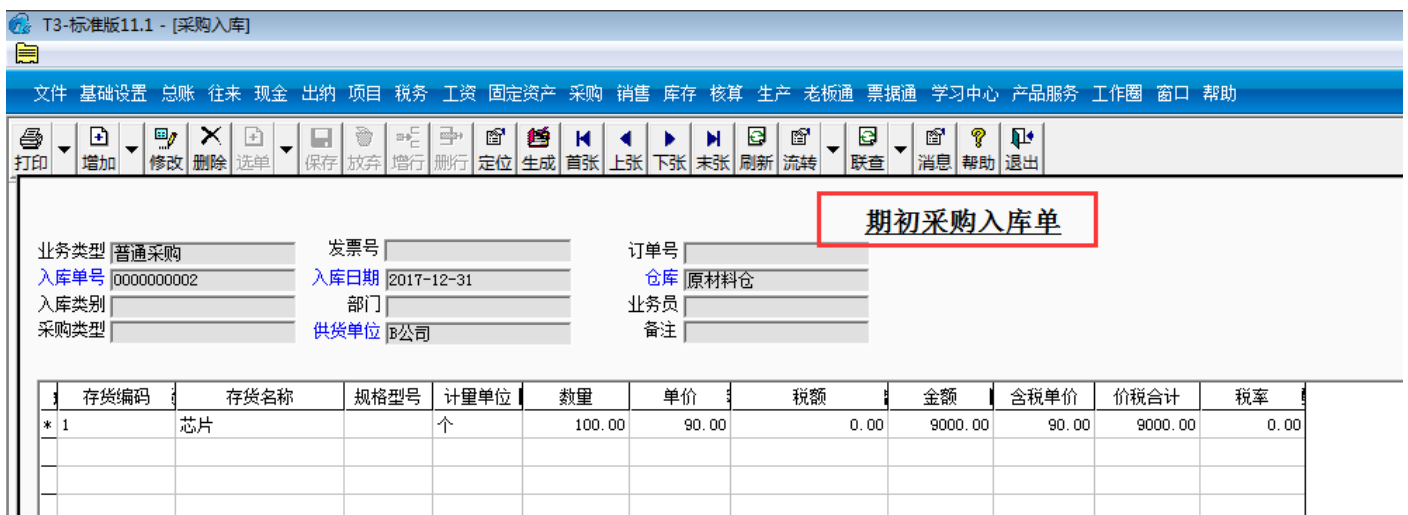 T3-标准版11.1 - [采购入库]
文件 基础设置 总账 往来 现金 出纳 项目 税务 工资 固定资产 采购 销售 库存 核算 生产 老板通 票据通 学习中心 产品服务 工作圈 窗口 帮助
打印 增加 修改 删除 选单 保存 放弃 增行 删行 定位 生成 首张 上张 下张 末张 刷新 流转 联查 消息 帮助 退出
期初采购入库单
业务类型 普通采购 发票号 订单号
入库单号 0000000002 入库日期 2017-12-31 仓库 原材料仓
入库类别 部门 业务员
采购类型 供货单位 B公司 备注
存货编码 存货名称 规格型号 计量单位 数量 单价 税额 金额 含税单价 价税合计 税率
* 1 芯片 个 100.00 90.00 0.00 9000.00 90.00 9000.00 0.00